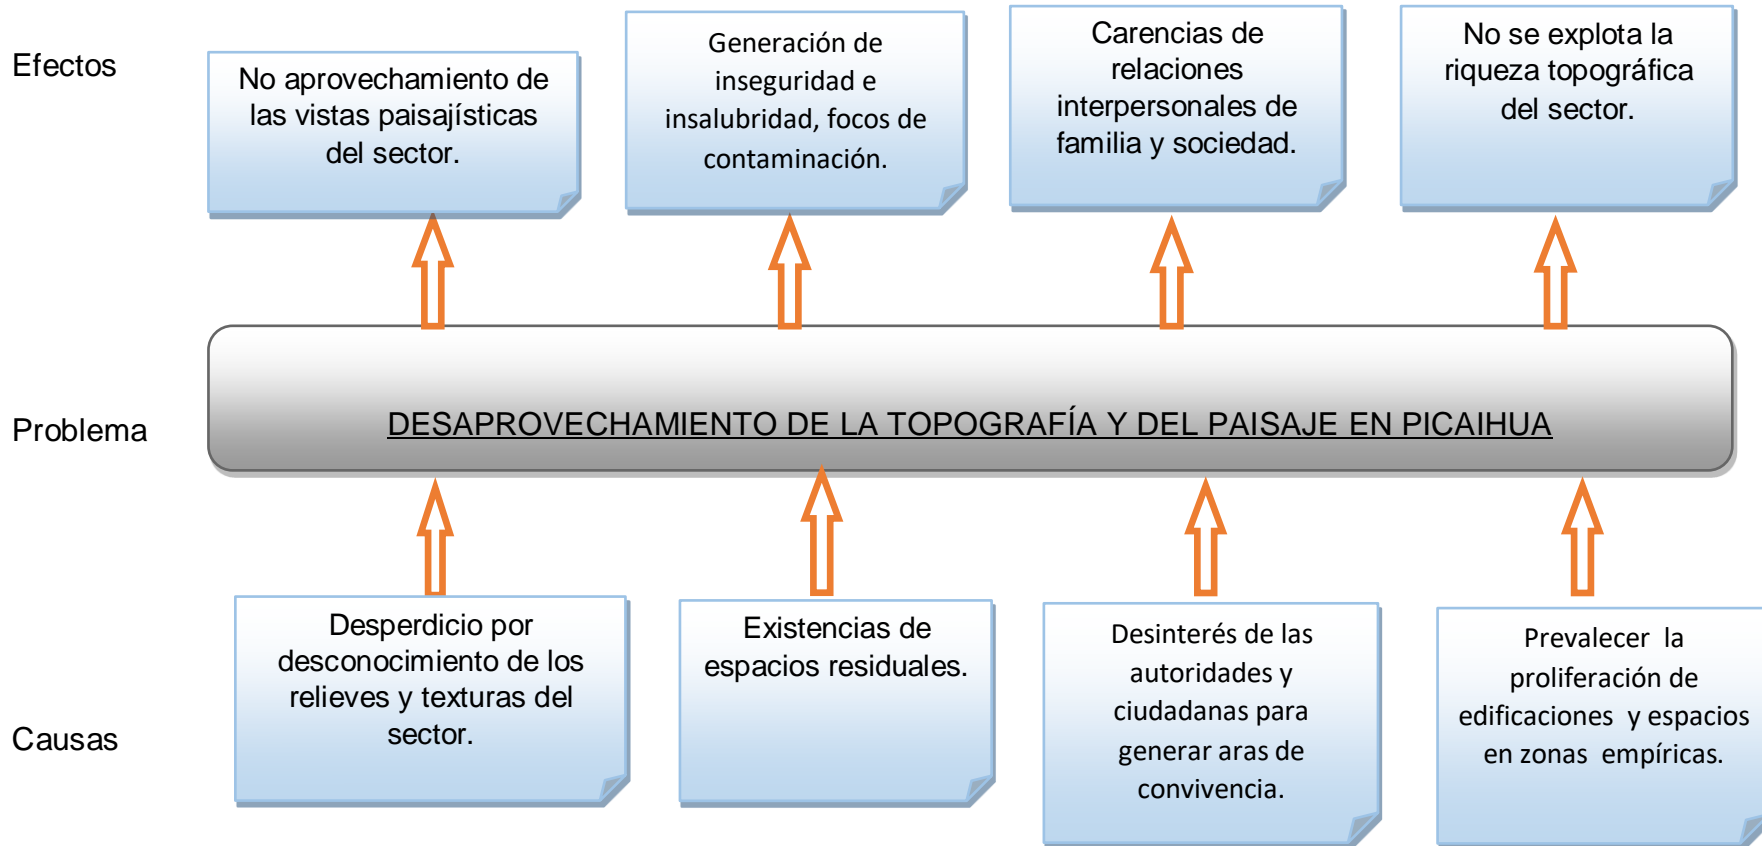 Efectos
No aprovechamiento de
las vistas paisajísticas
del sector.
Generación de
inseguridad e
insalubridad, focos de
contaminación.
Carencias de
relaciones
interpersonales de
familia y sociedad.
No se explota la
riqueza topográfica
del sector.
Problema
DESAPROVECHAMIENTO DE LA TOPOGRAFÍA Y DEL PAISAJE EN PICAIHUA
Causas
Desperdicio por
desconocimiento de los
relieves y texturas del
sector.
Existencias de
espacios residuales.
Desinterés de las
autoridades y
ciudadanas para
generar aras de
convivencia.
Prevalecer la
proliferación de
edificaciones y espacios
en zonas empíricas.